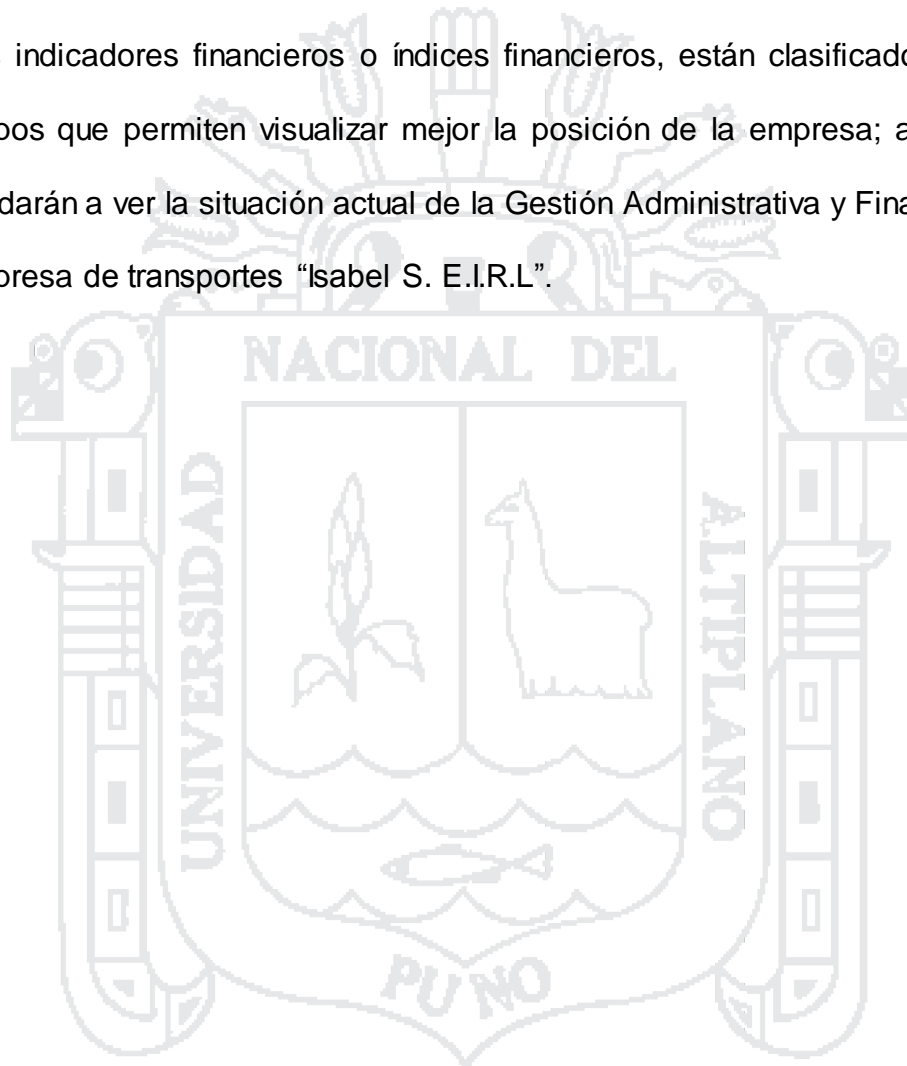 indicadores financieros o índices financieros, están clasificado
que permiten visualizar mejor la posición de la empresa; a
darán a ver la situación actual de la Gestión Administrativa y Fina
presa de transportes “Isabel S. E.I.R.L”.
NACIONAL DEL
UNIVERSIDAD
ALTIPLANO
PUNO